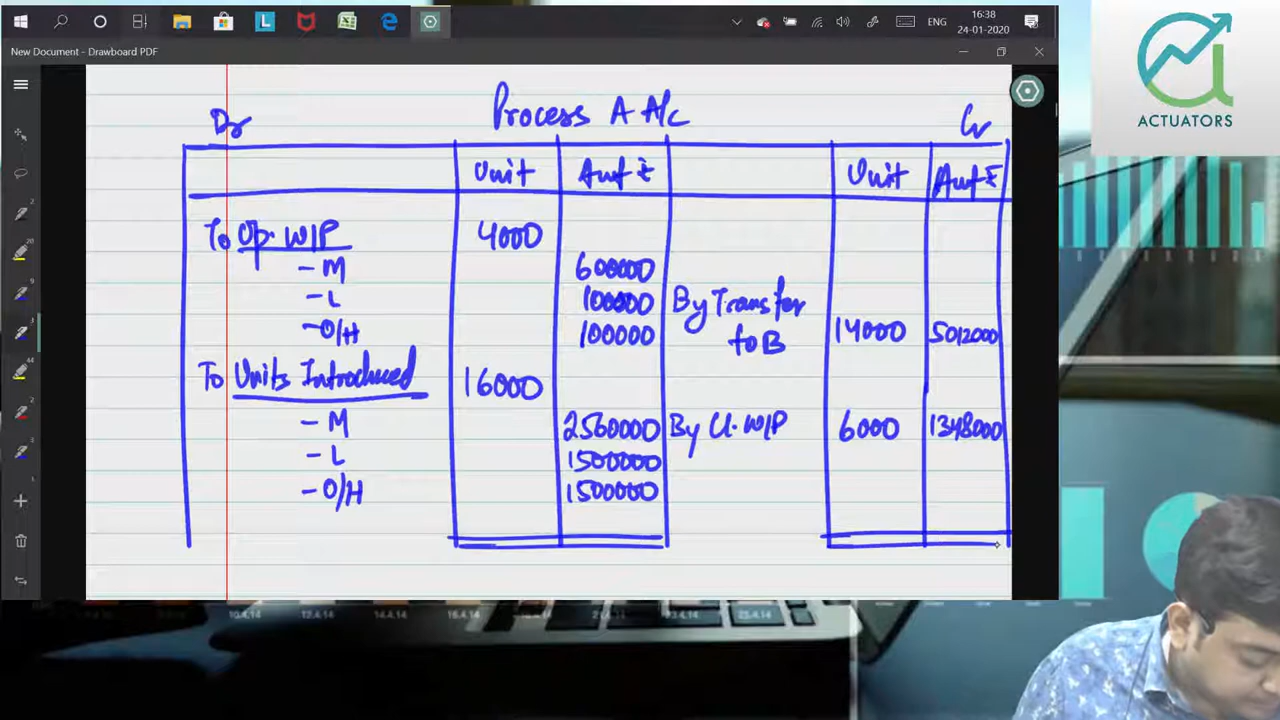 16:38
ENG
24-01-2020
New Document - Drawboard PDF
ACTUATORS
Process A A/c
Dr
Cr
Unit Amt ₹ Unit Amt ₹
To Op. WIP 4000
- M 600000
- L 100000 By Transfer
- O/H 100000 to B 14000 5012000
To Units Introduced 16000
- M 2560000 By Cl. WIP 6000 1348000
- L 1500000
- O/H 1500000